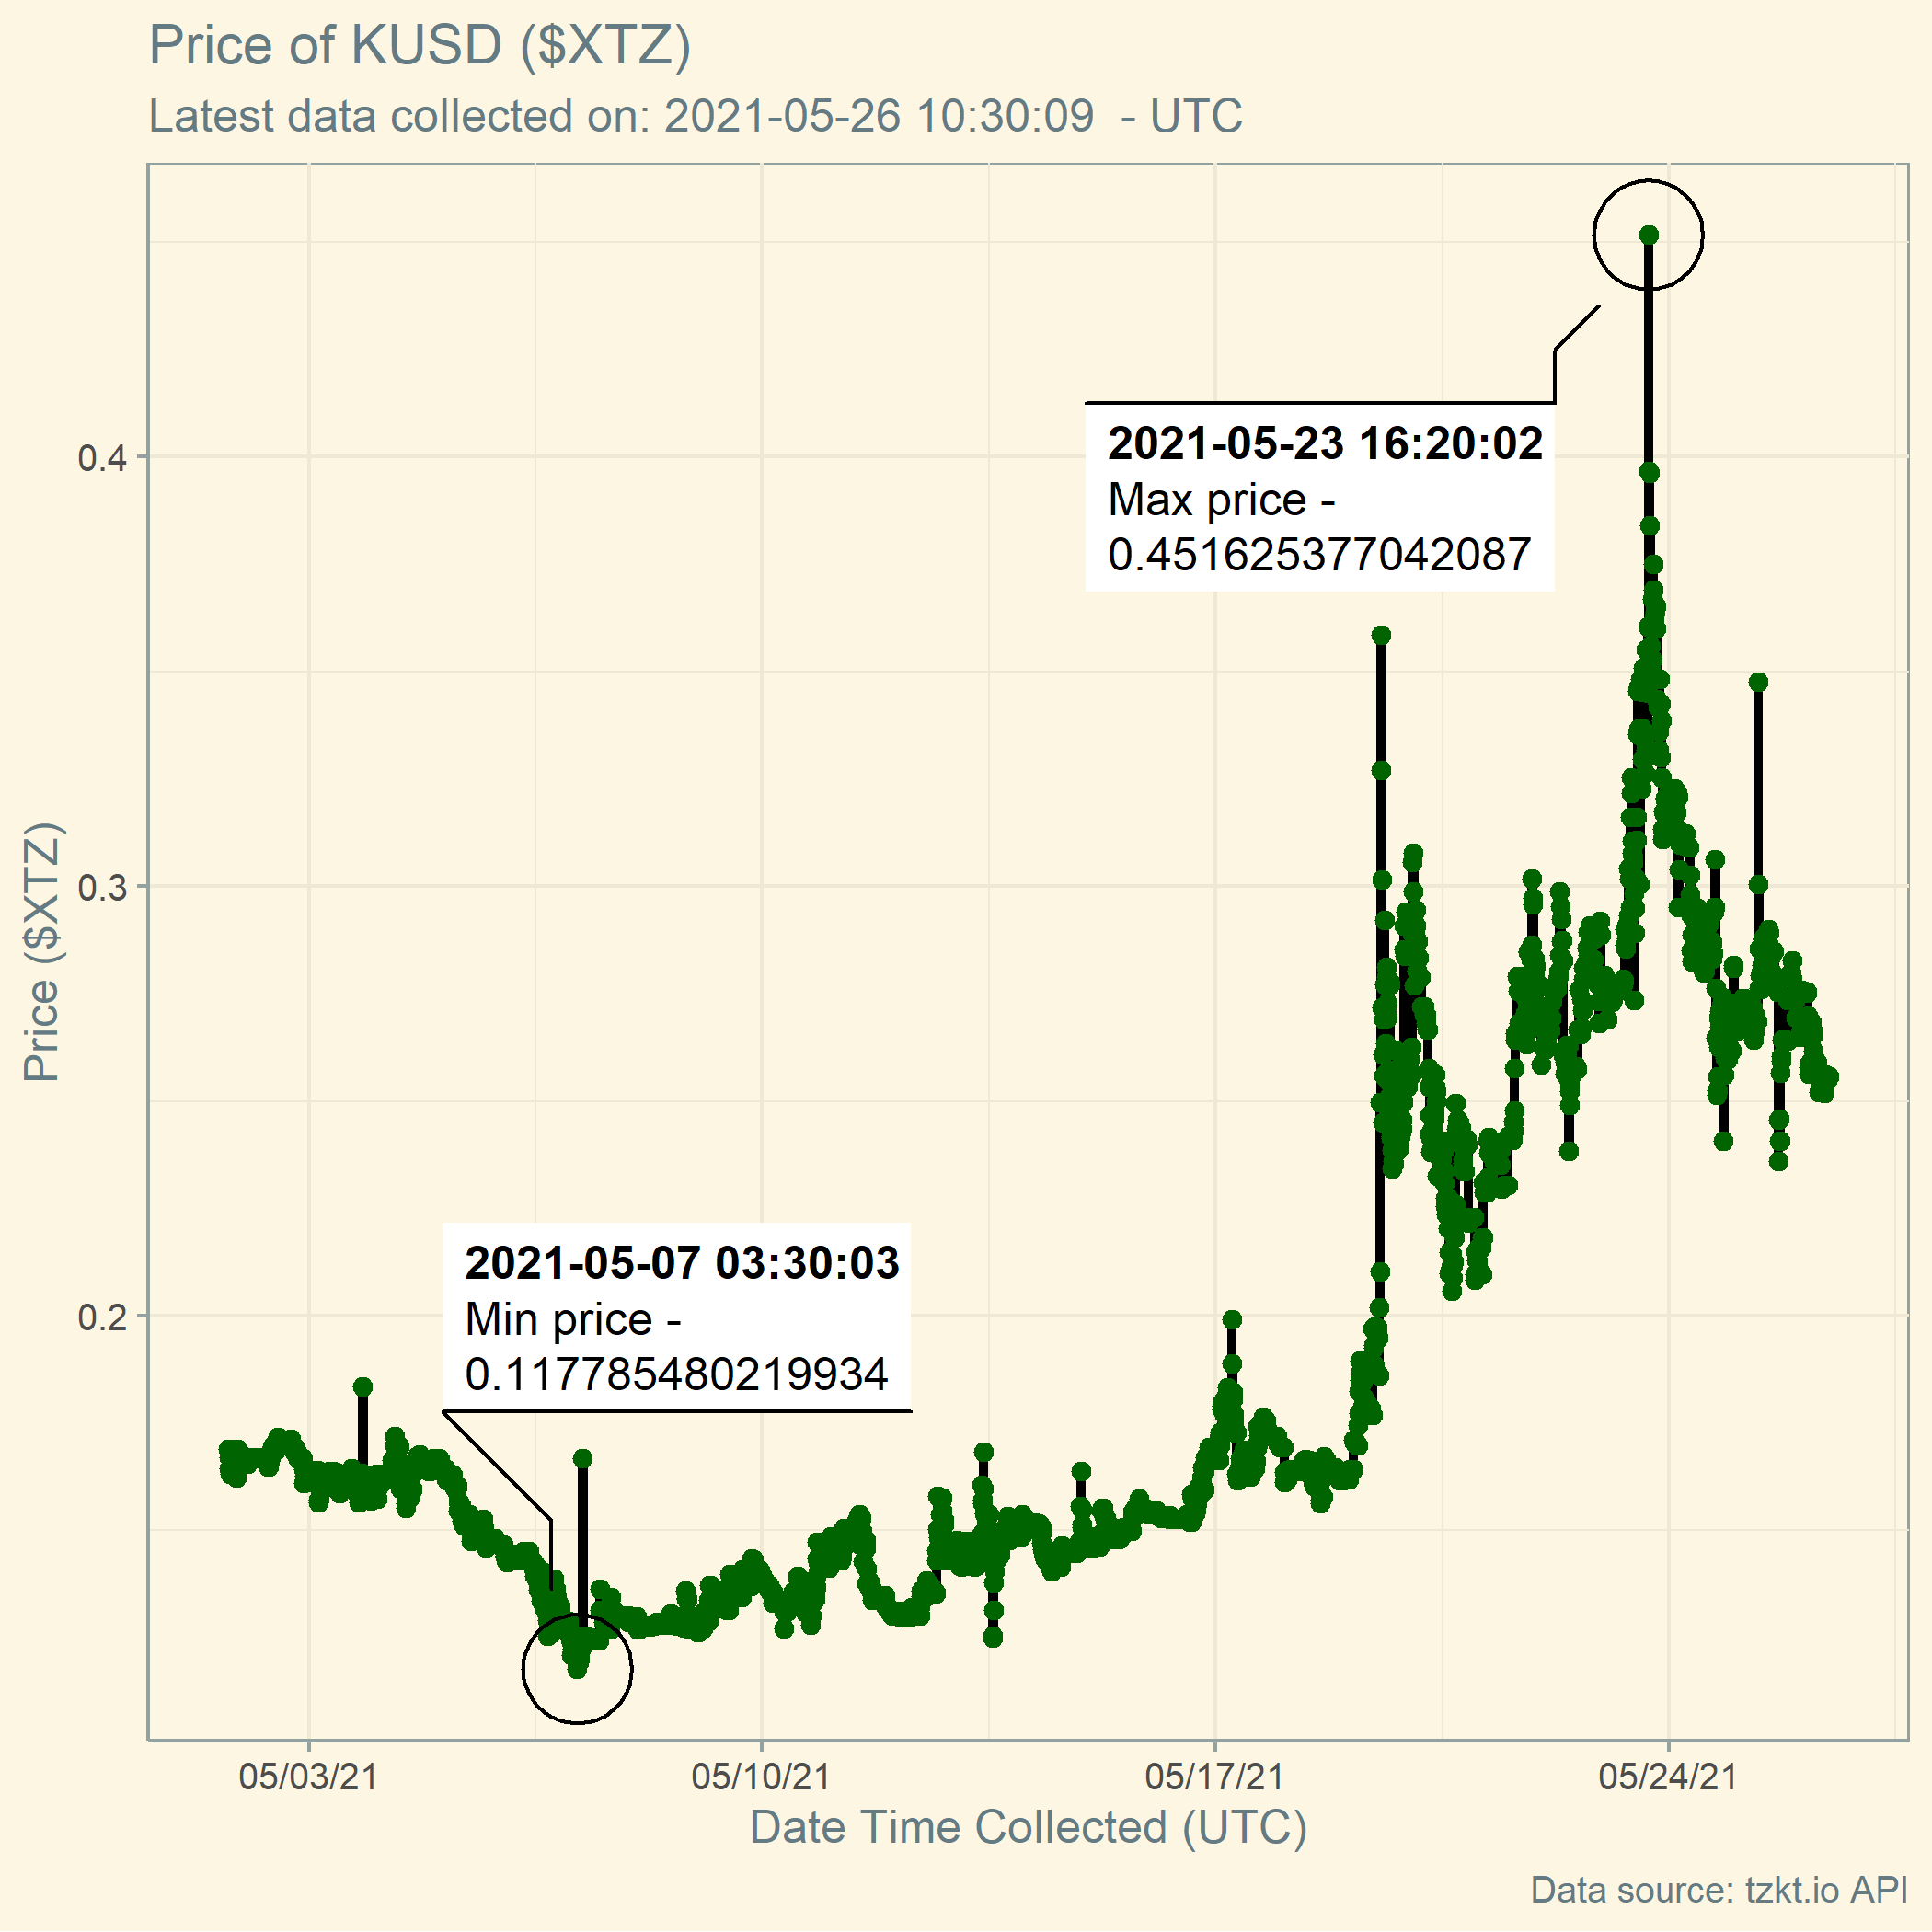 Price of KUSD ($XTZ)
Latest data collected on: 2021-05-26 10:30:09  - UTC
2021-05-23 16:20:02
Max price -
0.451625377042087
2021-05-07 03:30:03
Min price -
0.117785480219934
Price ($XTZ)
0.4
0.3
0.2
05/03/21
05/10/21
05/17/21
05/24/21
Date Time Collected (UTC)
Data source: tzkt.io API